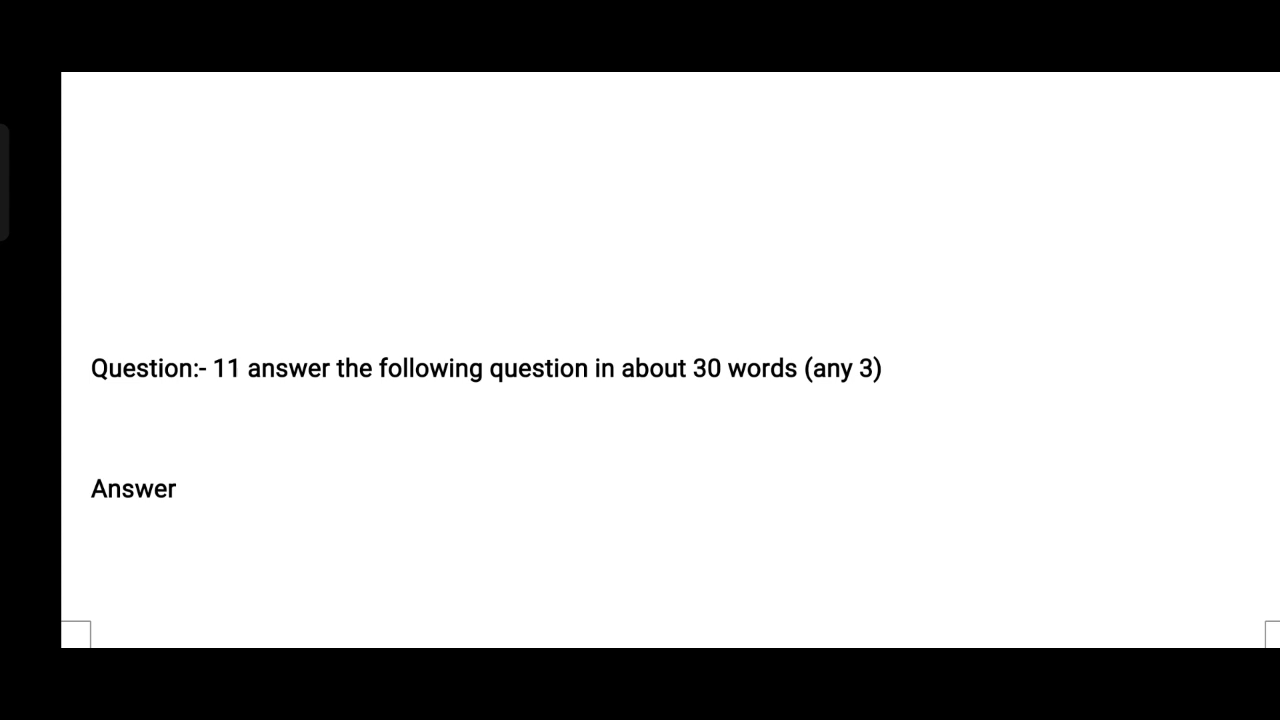 Question:- 11 answer the following question in about 30 words (any 3)
Answer